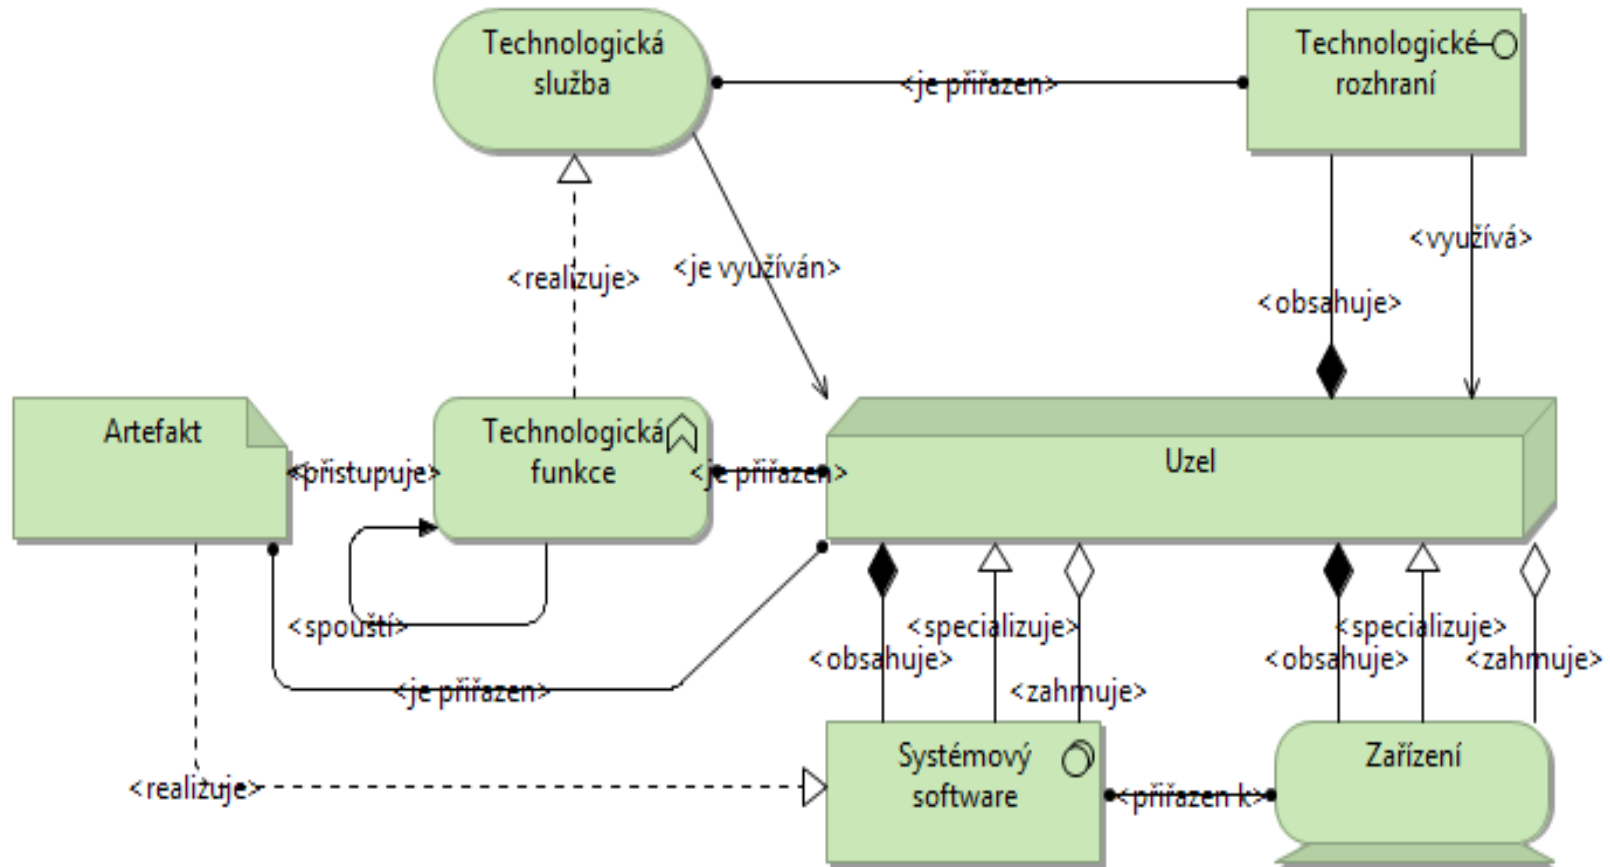 Technologická
služba
<je přiřazen>
Technologické
rozhraní
<využívá>
<je využíván>
<realizuje>
<obsahuje>
Artefakt
<přistupuje>
Technologická
funkce
<je přiřazen>
Uzel
<spouští>
<je přiřazen>
<specializuje>
<obsahuje>
<zahrnuje>
<specializuje>
<obsahuje>
<zahrnuje>
<realizuje>
Systémový
software
<přiřazen k>
Zařízení